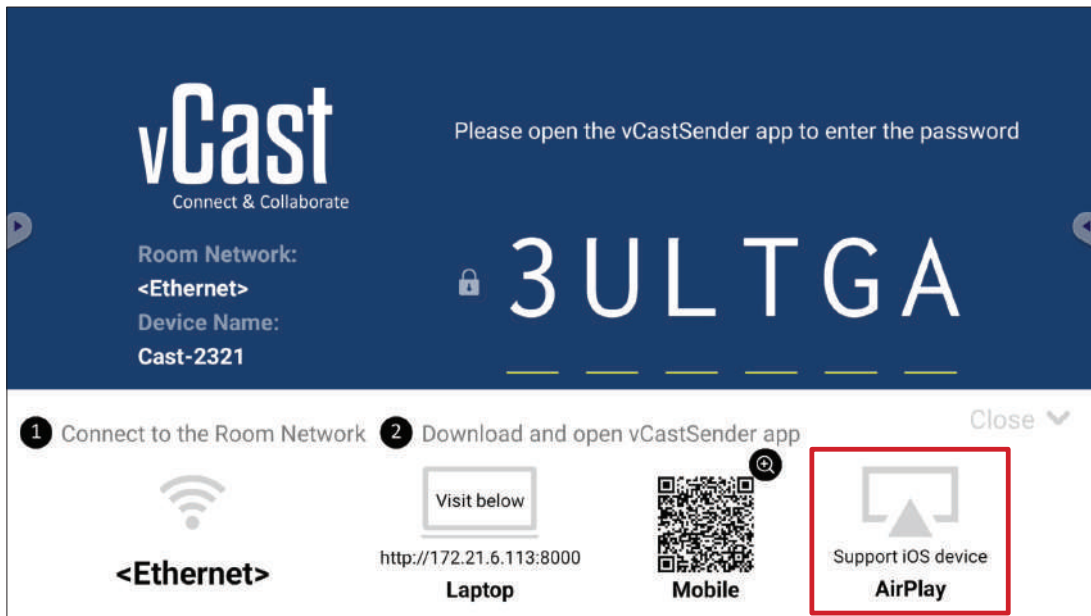 vCast
Connect & Collaborate
Please open the vCastSender app to enter the password
Room Network:
<Ethernet>
Device Name:
Cast-2321
3ULTGA
Close
1 Connect to the Room Network
2 Download and open vCastSender app
<Ethernet>
Visit below
http://172.21.6.113:8000
Laptop
Mobile
Support iOS device
AirPlay